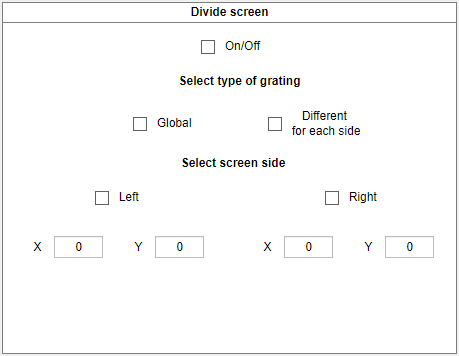 Divide screen
On/Off
Select type of grating
Global
Different
for each side
Select screen side
Left
Right
X 0 Y 0 X 0 Y 0